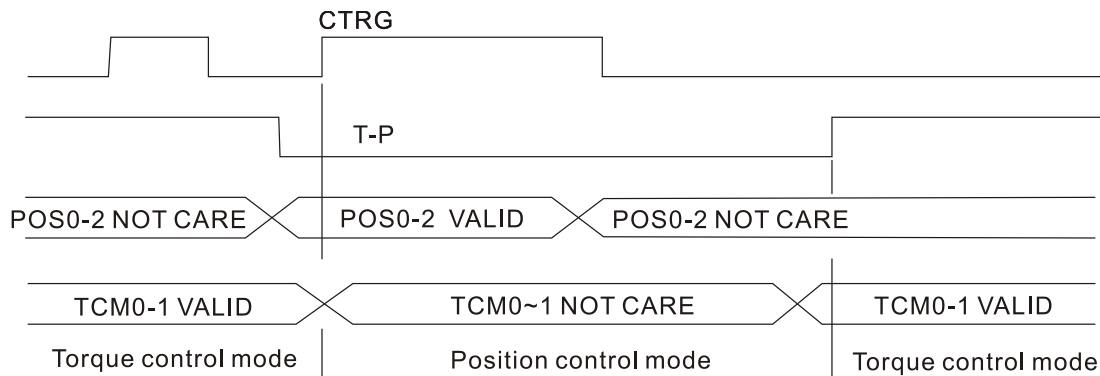 CTRG
T-P
POS0-2 NOT CARE POS0-2 VALID POS0-2 NOT CARE
TCM0-1 VALID TCM0~1 NOT CARE TCM0-1 VALID
Torque control mode Position control mode Torque control mode